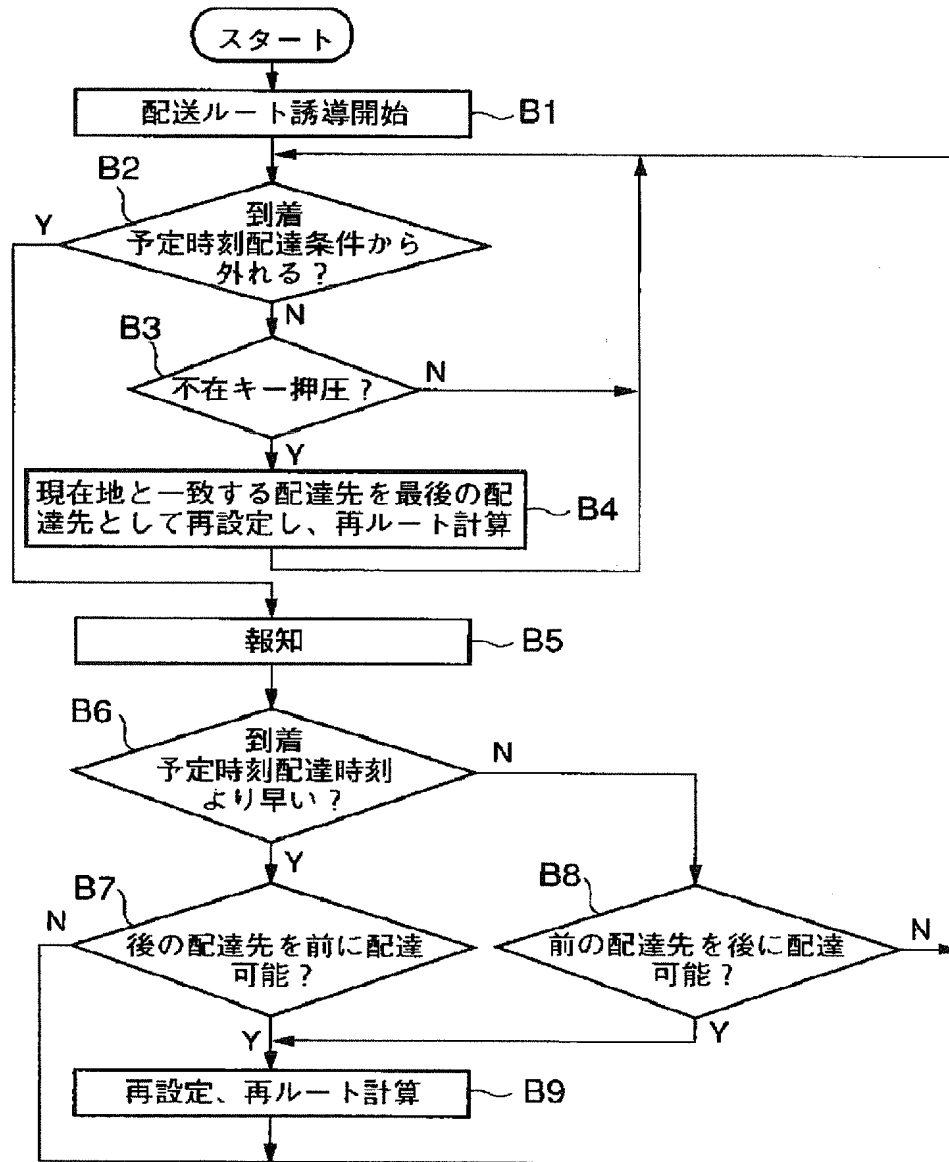 スタート
配送ルート誘導開始
B1
B2
Y
到着
予定時刻配達条件から
外れる？
N
B3
不在キー押圧？
N
Y
現在地と一致する配達先を最後の配
達先として再設定し、再ルート計算
B4
報知
B5
B6
到着
予定時刻配達時刻
より早い？
N
Y
B7
N
後の配達先を前に配達
可能？
Y
B8
前の配達先を後に配達
可能？
N
Y
再設定、再ルート計算
B9